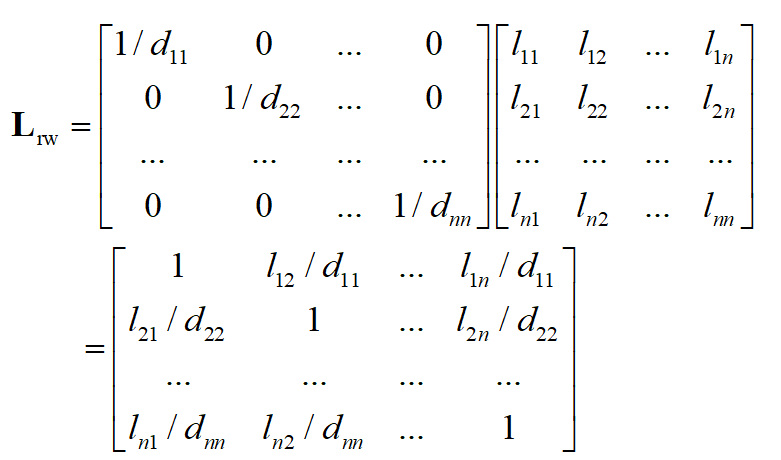 L_rw = [1/d_11 0 ... 0] [l_11 l_12 ... l_1n]
0 1/d_22 ... 0 l_21 l_22 ... l_2n
... ... ... ... ... ... ... ...
0 0 ... 1/d_nn l_n1 l_n2 ... l_nn
= [1 l_12/d_11 ... l_1n/d_11]
l_21/d_22 1 ... l_2n/d_22
... ... ... ...
l_n1/d_nn l_n2/d_nn ... 1